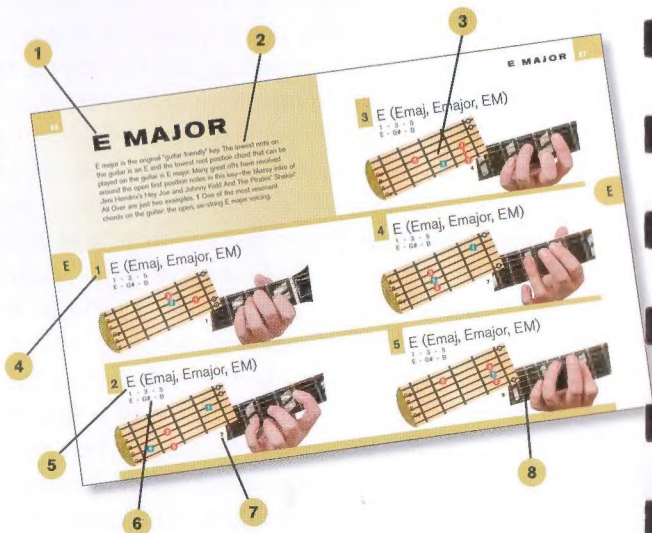 1
2
3
E MAJOR
E MAJOR
E major is the original "guitar friendly" key. The lowest note on
the guitar is an E and the lowest root position chord that can be
played on the guitar is E major. Many great riffs have revolved
around the open first position notes in this key–the bluesy intro of
Jimi Hendrix's Hey Joe and Johnny Kidd And The Pirates' Shakin'
All Over are just two examples. 1 One of the most resonant
chords on the guitar: the open, six-string E major voicing.
E
1 E (Emaj, Emajor, EM)
1 - 3 - 5
E - G# - B
2 E (Emaj, Emajor, EM)
1 - 3 - 5
E - G# - B
3 E (Emaj, Emajor, EM)
1 - 3 - 5
E - G# - B
4 E (Emaj, Emajor, EM)
1 - 3 - 5
E - G# - B
5 E (Emaj, Emajor, EM)
1 - 3 - 5
E - G# - B
E
4
5
6
7
8